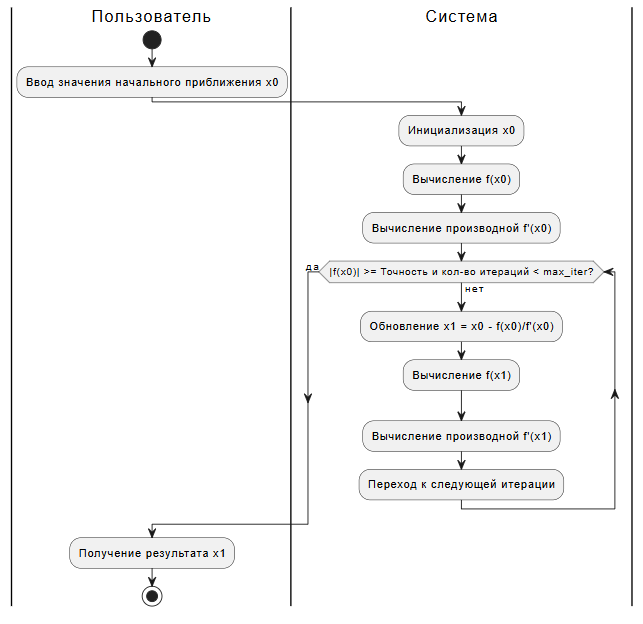 Пользователь
Система
Ввод значения начального приближения x0
Инициализация x0
Вычисление f(x0)
Вычисление производной f'(x0)
да
|f(x0)| >= Точность и кол-во итераций < max_iter?
нет
Обновление x1 = x0 - f(x0)/f'(x0)
Вычисление f(x1)
Вычисление производной f'(x1)
Переход к следующей итерации
Получение результата x1